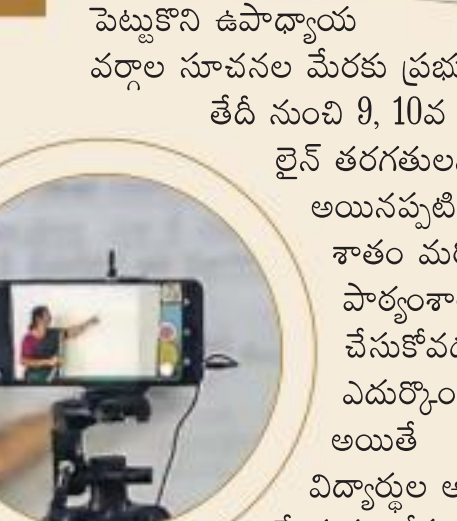 పెట్టుకొని ఉపాధ్యాయ
వర్గాల సూచనల మేరకు ప్రభు
తేదీ నుంచి 9, 10వ
లైన్ తరగతుల
అయినప్పటి
శాతం
పాఠ్యంశా
చేసుకోవ
ఎదుర్కొం
అయితే
విద్యార్థుల